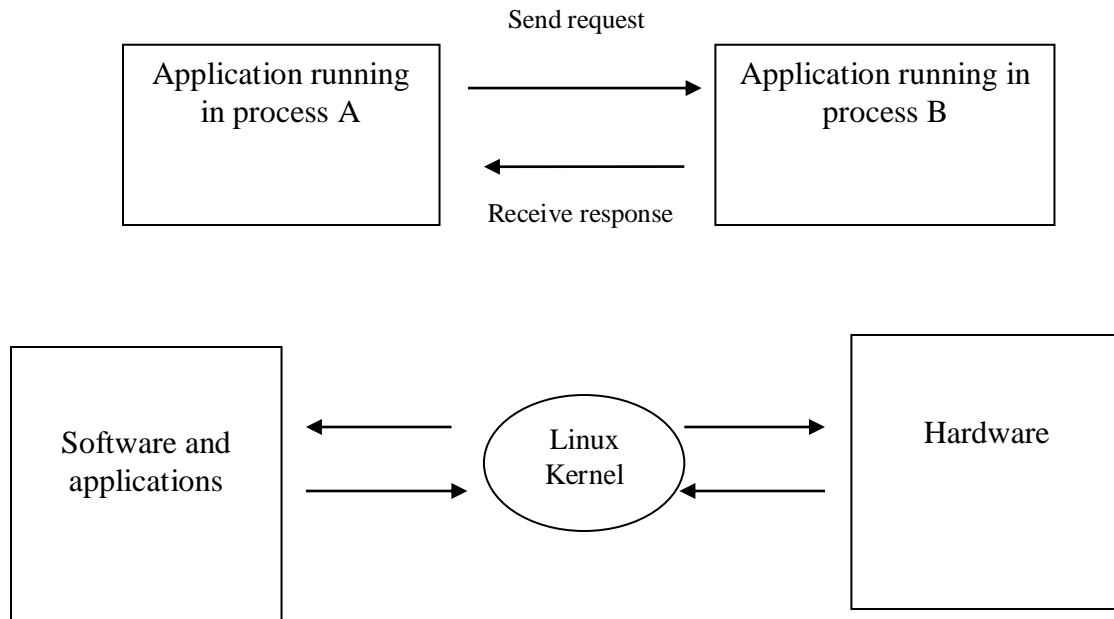 Send request
Application running
in process A
Application running in
process B
Receive response
Software and
applications
Linux
Kernel
Hardware